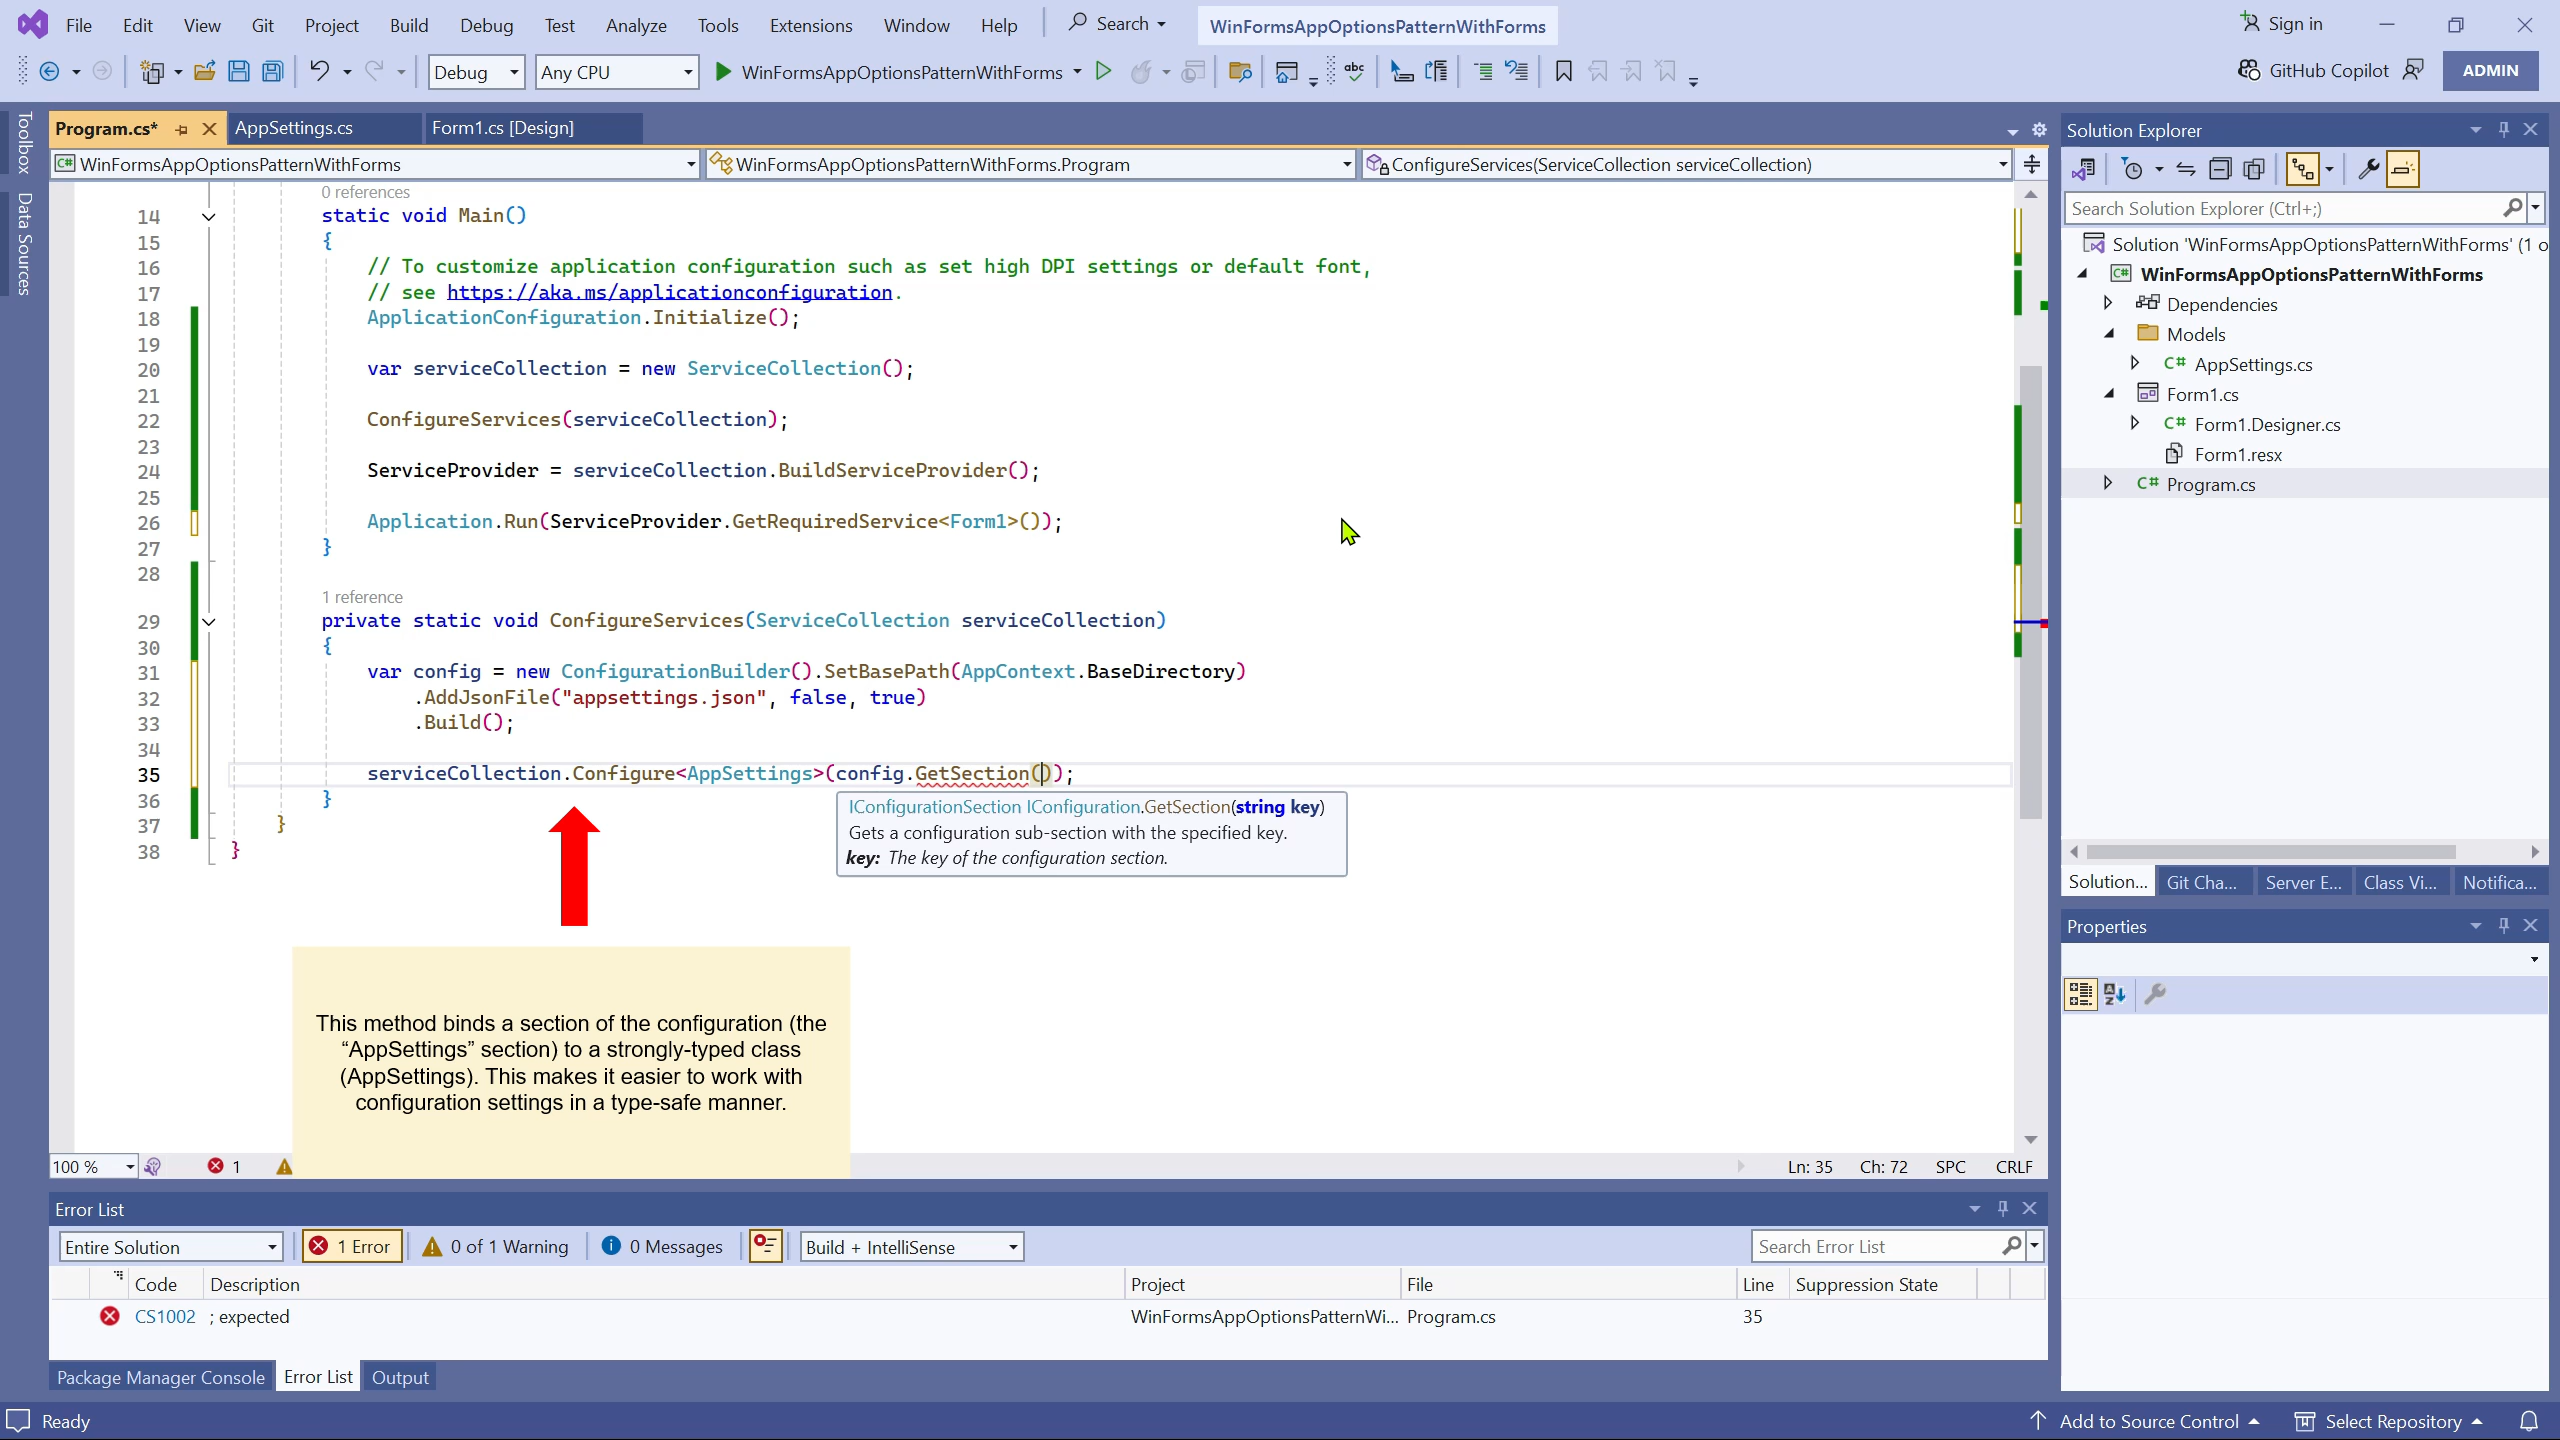 File Edit View Git Project Build Debug Test Analyze Tools Extensions Window Help Search WinFormsAppOptionsPatternWithForms Sign in
Debug Any CPU WinFormsAppOptionsPatternWithForms GitHub Copilot ADMIN
Toolbox
Data Sources
Program.cs* AppSettings.cs Form1.cs [Design]
WinFormsAppOptionsPatternWithForms WinFormsAppOptionsPatternWithForms.Program ConfigureServices(ServiceCollection serviceCollection)
0 references
14 static void Main()
15 {
16 // To customize application configuration such as set high DPI settings or default font,
17 // see https://aka.ms/applicationconfiguration.
18 ApplicationConfiguration.Initialize();
19
20 var serviceCollection = new ServiceCollection();
21
22 ConfigureServices(serviceCollection);
23
24 ServiceProvider = serviceCollection.BuildServiceProvider();
25
26 Application.Run(ServiceProvider.GetRequiredService<Form1>());
27 }
28
1 reference
29 private static void ConfigureServices(ServiceCollection serviceCollection)
30 {
31 var config = new ConfigurationBuilder().SetBasePath(AppContext.BaseDirectory)
32 .AddJsonFile("appsettings.json", false, true)
33 .Build();
34
35 serviceCollection.Configure<AppSettings>(config.GetSection());
36 }
37 }
38 }
IConfigurationSection IConfiguration.GetSection(string key)
Gets a configuration sub-section with the specified key.
key: The key of the configuration section.
This method binds a section of the configuration (the
“AppSettings” section) to a strongly-typed class
(AppSettings). This makes it easier to work with
configuration settings in a type-safe manner.
100 % 1 Ln: 35 Ch: 72 SPC CRLF
Error List
Entire Solution 1 Error 0 of 1 Warning 0 Messages Build + IntelliSense Search Error List
Code Description Project File Line Suppression State
CS1002 ; expected WinFormsAppOptionsPatternWi... Program.cs 35
Package Manager Console Error List Output
Solution Explorer
Search Solution Explorer (Ctrl+;)
Solution 'WinFormsAppOptionsPatternWithForms' (1 o
C# WinFormsAppOptionsPatternWithForms
Dependencies
Models
C# AppSettings.cs
Form1.cs
C# Form1.Designer.cs
Form1.resx
C# Program.cs
Solution... Git Cha... Server E... Class Vi... Notifica...
Properties
Ready Add to Source Control Select Repository